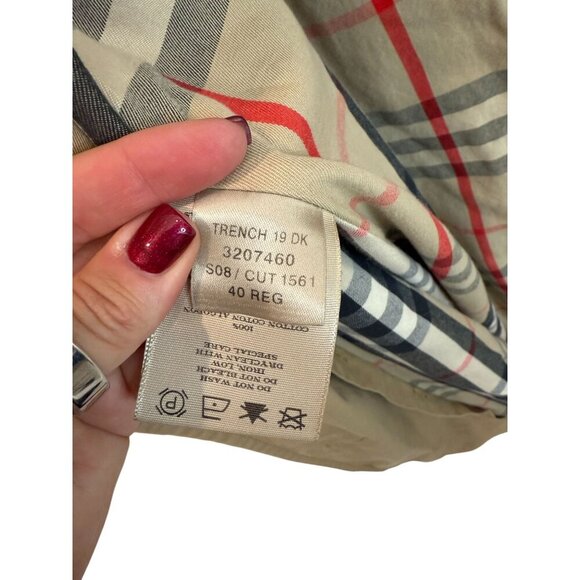 TRENCH 19 DK
3207460
S08 / CUT 1561
40 REG
100%
COTTON COTON ALGODON
DO NOT WASH
DO NOT BLEACH
IRON, LOW
DRYCLEAN WITH
SPECIAL CARE
P